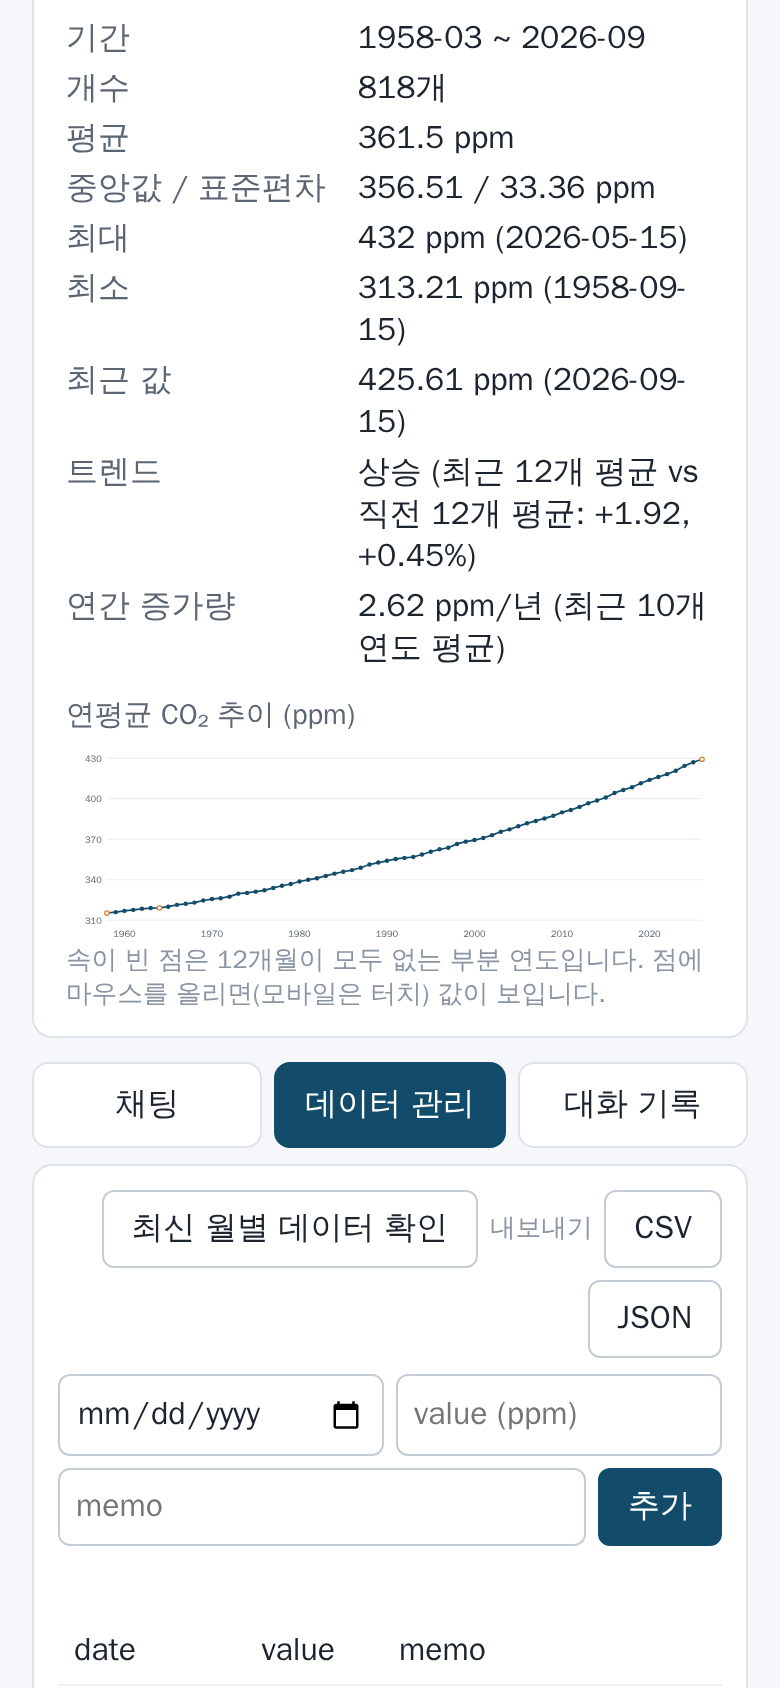 기간 1958-03 ~ 2026-09
개수 818개
평균 361.5 ppm
중앙값 / 표준편차 356.51 / 33.36 ppm
최대 432 ppm (2026-05-15)
최소 313.21 ppm (1958-09-
15)
최근 값 425.61 ppm (2026-09-
15)
트렌드 상승 (최근 12개 평균 vs
직전 12개 평균: +1.92,
+0.45%)
연간 증가량 2.62 ppm/년 (최근 10개
연도 평균)
연평균 CO₂ 추이 (ppm)
430
400
370
340
310
1960 1970 1980 1990 2000 2010 2020
속이 빈 점은 12개월이 모두 없는 부분 연도입니다. 점에
마우스를 올리면(모바일은 터치) 값이 보입니다.
채팅 데이터 관리 대화 기록
최신 월별 데이터 확인 내보내기 CSV
JSON
mm/dd/yyyy value (ppm)
memo 추가
date value memo